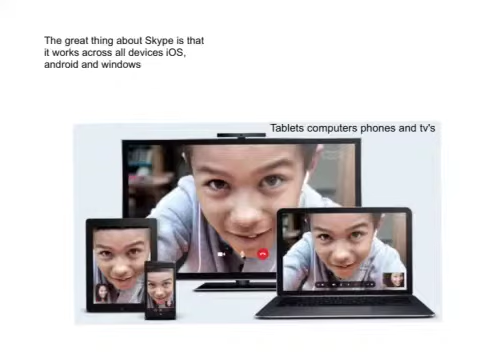 The great thing about Skype is that
it works across all devices iOS,
android and windows
Tablets computers phones and tv's